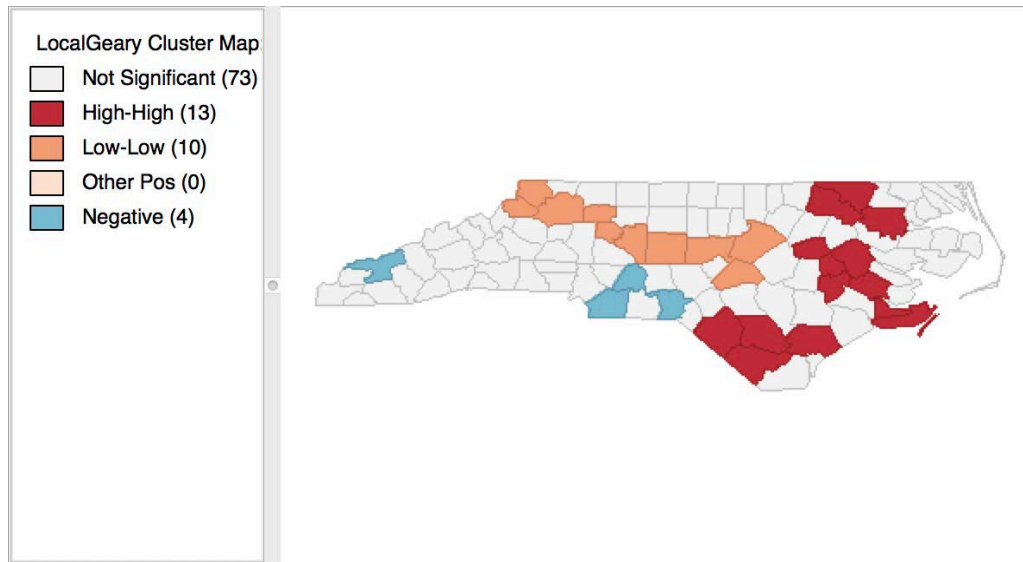 LocalGeary Cluster Map:
Not Significant (73)
High-High (13)
Low-Low (10)
Other Pos (0)
Negative (4)